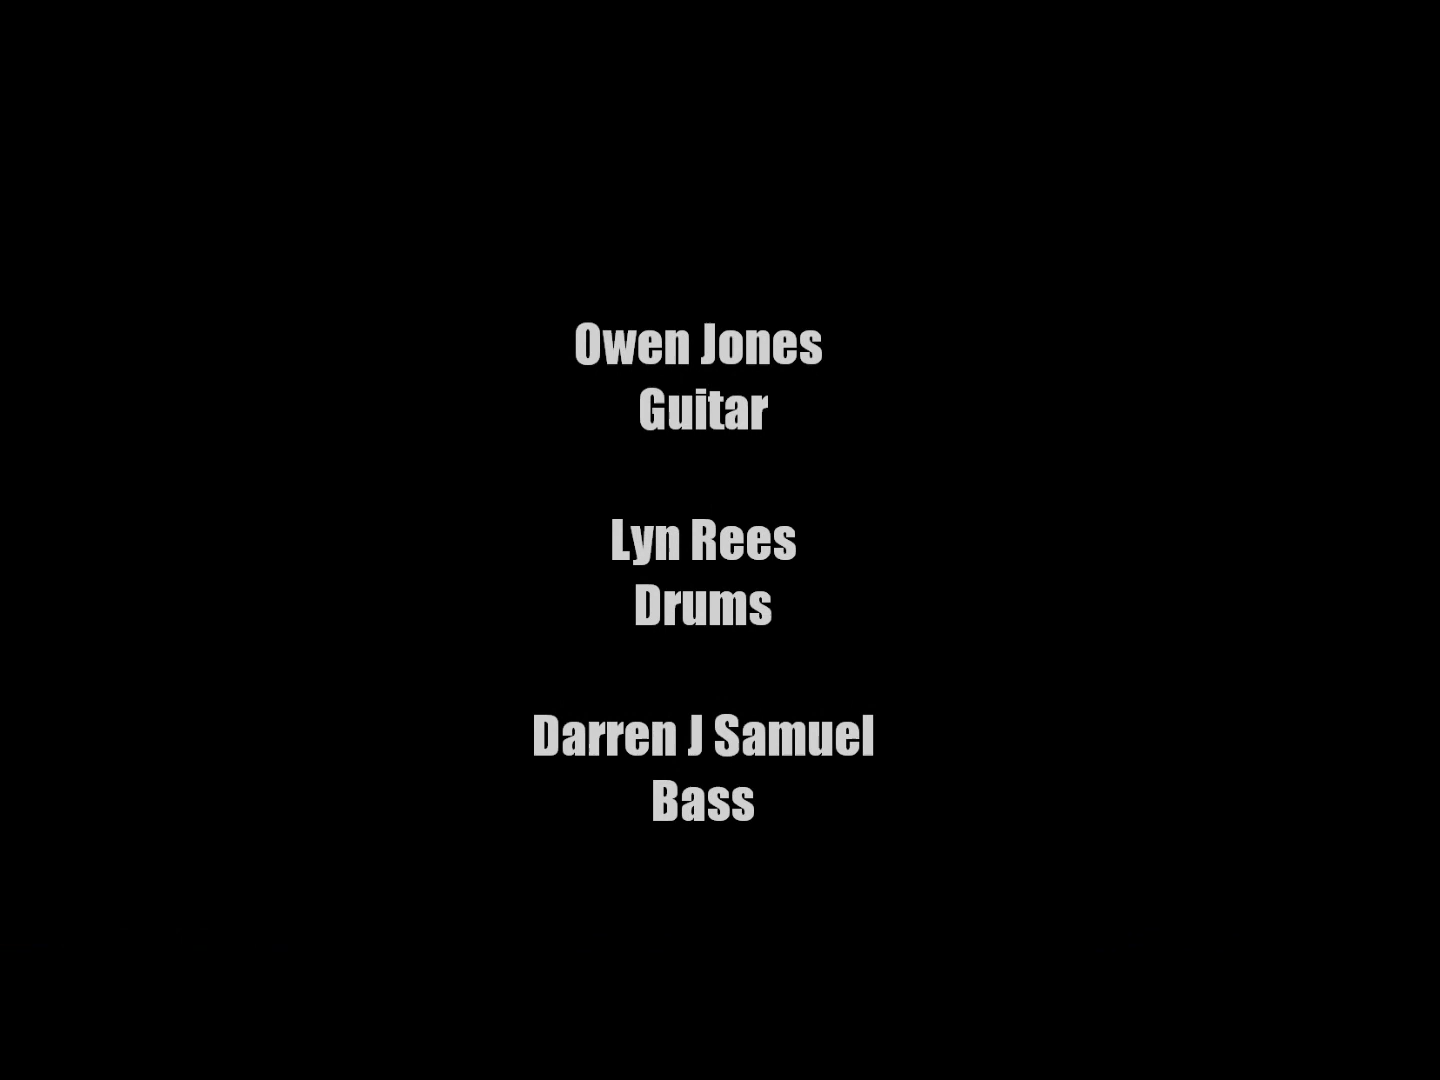 Owen Jones
Guitar
Lyn Rees
Drums
Darren J Samuel
Bass